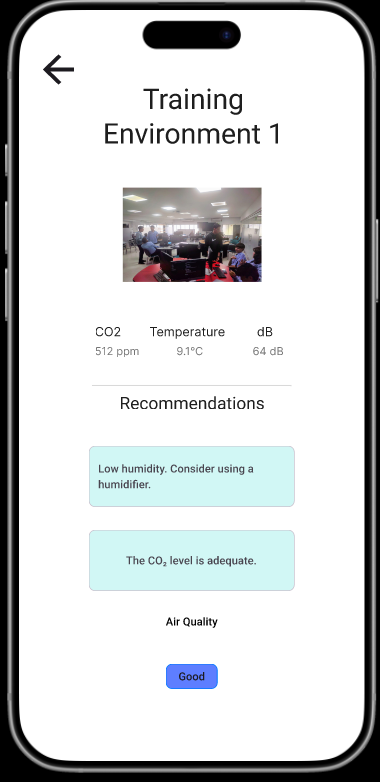 Training
Environment 1
CO2 Temperature dB
512 ppm 9.1°C 64 dB
Recommendations
Low humidity. Consider using a
humidifier.
The CO₂ level is adequate.
Air Quality
Good